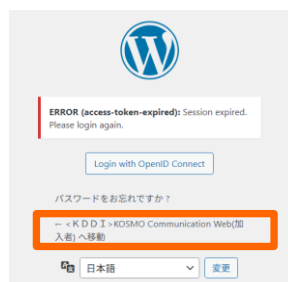 ERROR (access-token-expired): Session expired.
Please login again.
Login with OpenID Connect
パスワードをお忘れですか ?
← <ＫＤＤＩ>KOSMO Communication Web(加
入者) へ移動
日本語
変更